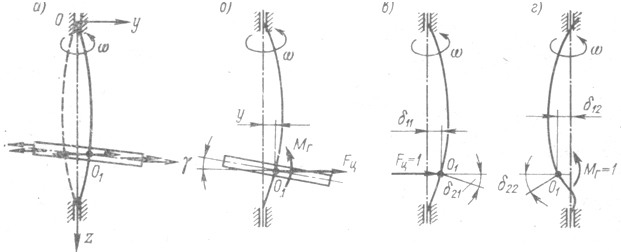 а)
O
y
ω
O₁
γ
z
б)
ω
y
Mг
Fц
O₁
в)
ω
δ₁₁
Fц=1
O₁
δ₂₁
г)
ω
δ₁₂
Mг=1
O₁
δ₂₂